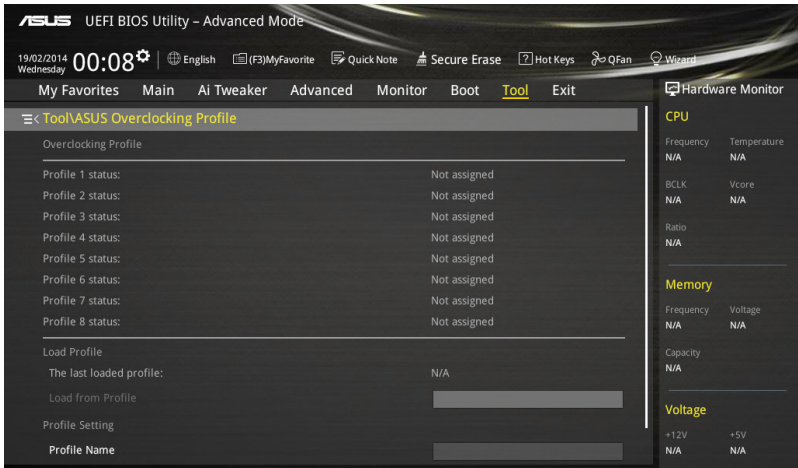 ASUS UEFI BIOS Utility – Advanced Mode
19/02/2014
Wednesday
00:08
English
(F3)MyFavorite
Quick Note
Secure Erase
? Hot Keys
QFan
Wizard
My Favorites Main Ai Tweaker Advanced Monitor Boot Tool Exit
Tool\ASUS Overclocking Profile
Overclocking Profile
Profile 1 status: Not assigned
Profile 2 status: Not assigned
Profile 3 status: Not assigned
Profile 4 status: Not assigned
Profile 5 status: Not assigned
Profile 6 status: Not assigned
Profile 7 status: Not assigned
Profile 8 status: Not assigned
Load Profile
The last loaded profile: N/A
Load from Profile
Profile Setting
Profile Name
Hardware Monitor
CPU
Frequency Temperature
N/A N/A
BCLK Vcore
N/A N/A
Ratio
N/A
Memory
Frequency Voltage
N/A N/A
Capacity
N/A
Voltage
+12V +5V
N/A N/A